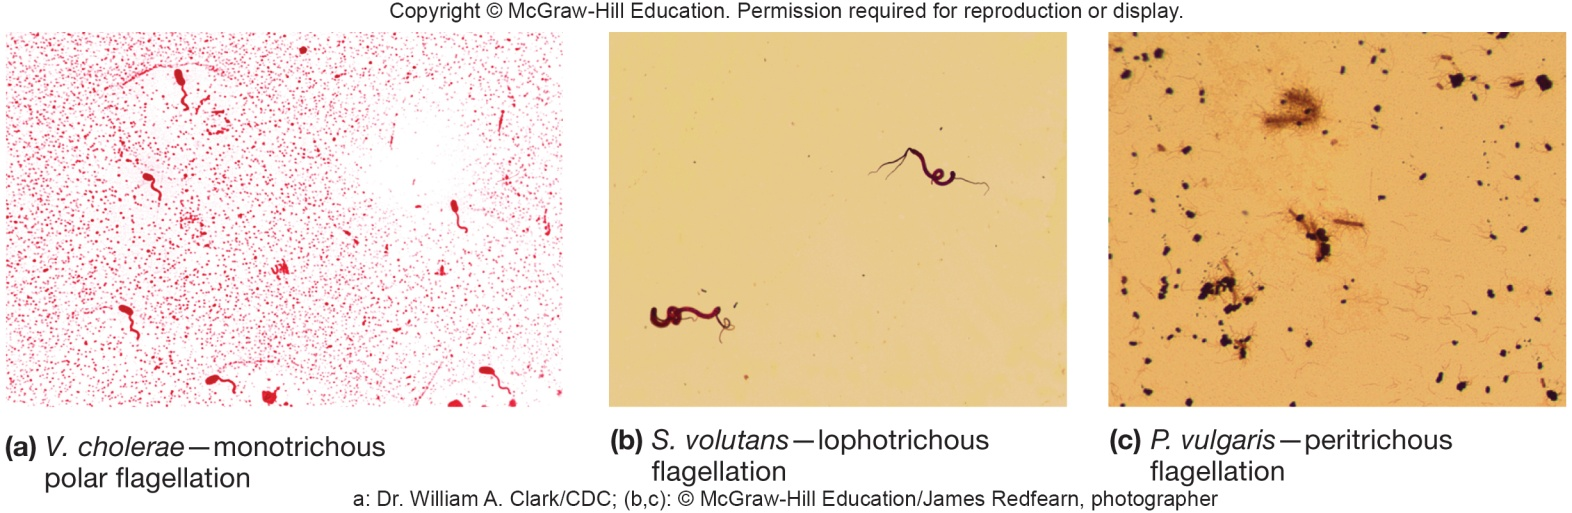 Copyright © McGraw-Hill Education. Permission required for reproduction or display.
(a) V. cholerae—monotrichous
polar flagellation
(b) S. volutans—lophotrichous
flagellation
(c) P. vulgaris—peritrichous
flagellation
a: Dr. William A. Clark/CDC; (b,c): © McGraw-Hill Education/James Redfearn, photographer